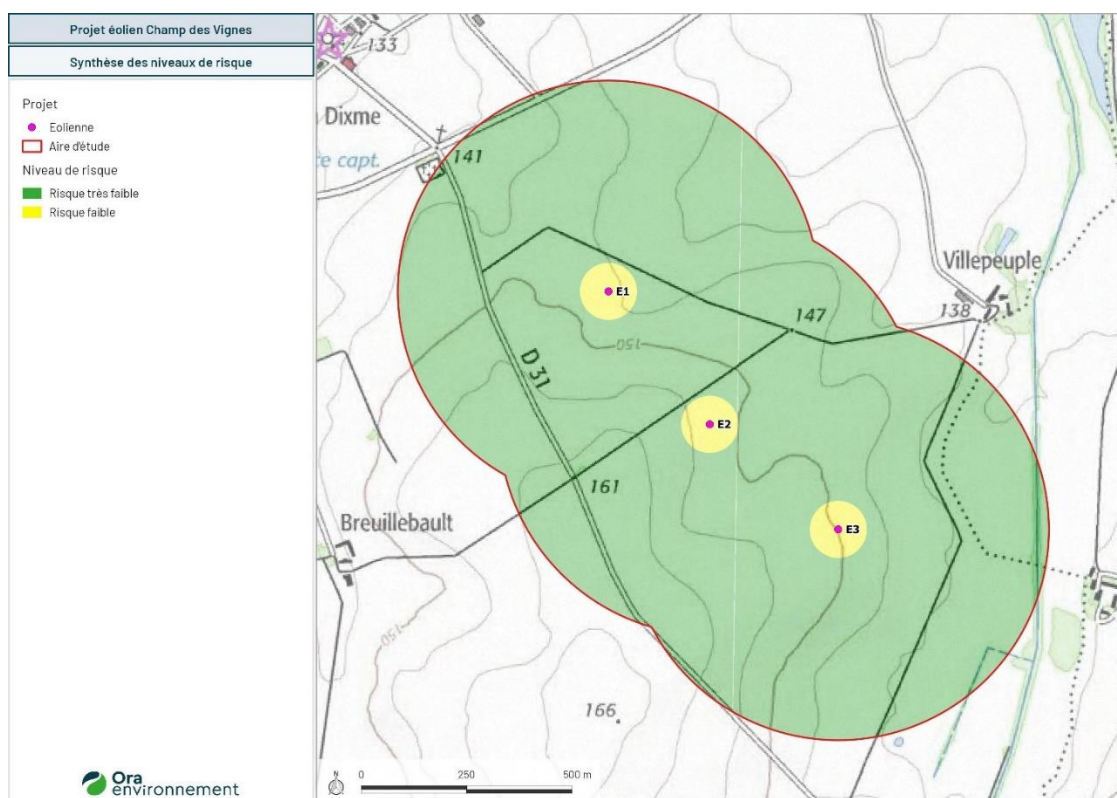 Projet éolien Champ des Vignes
Synthèse des niveaux de risque
Projet
Eolienne
Aire d'étude
Niveau de risque
Risque très faible
Risque faible
Ora
environnement
133
Dixme
te capt.
141
Villepeuple
138
E1
147
150
D 31
E2
161
E3
Breuillebault
150
166
N
0 250 500 m